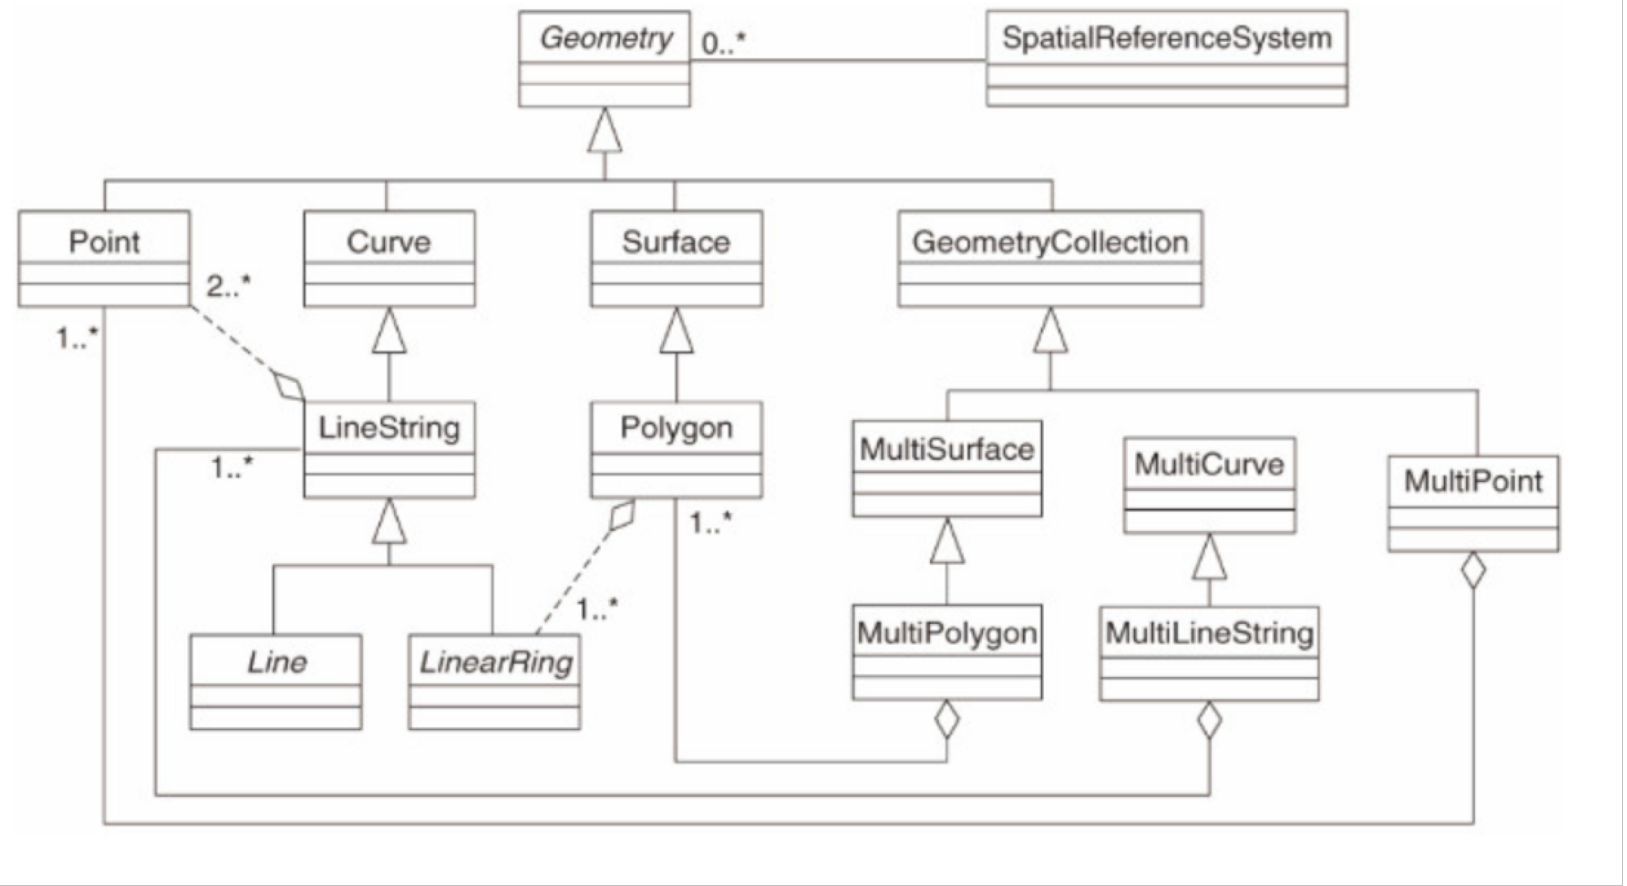 Geometry
0..*
SpatialReferenceSystem
Point
Curve
Surface
GeometryCollection
2..*
1..*
LineString
Polygon
MultiSurface
MultiCurve
MultiPoint
1..*
1..*
1..*
Line
LinearRing
MultiPolygon
MultiLineString